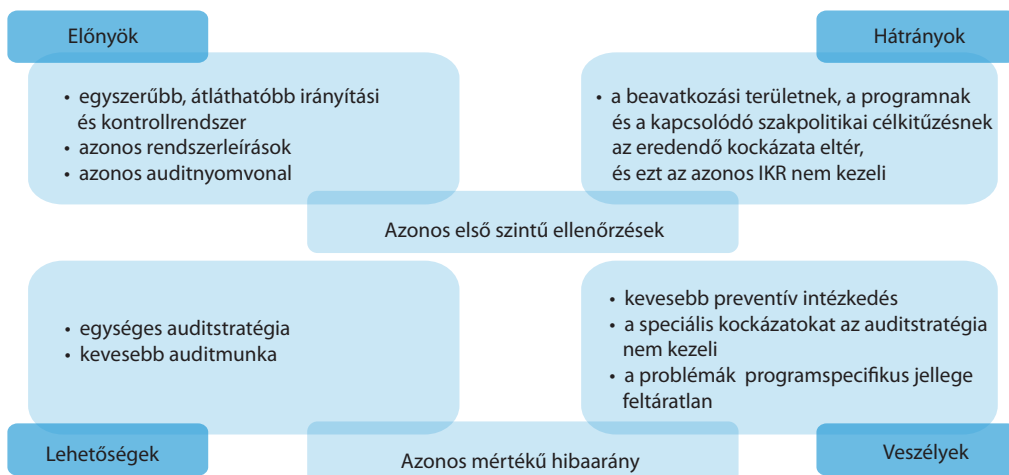 Előnyök
• egyszerűbb, átláthatóbb irányítási
és kontrollrendszer
• azonos rendszerleírások
• azonos auditnyomvonal
Hátrányok
• a beavatkozási területnek, a programnak
és a kapcsolódó szakpolitikai célkitűzésnek
az eredendő kockázata eltér,
és ezt az azonos IKR nem kezeli
Azonos első szintű ellenőrzések
• egységes auditstratégia
• kevesebb auditmunka
Lehetőségek
• kevesebb preventív intézkedés
• a speciális kockázatokat az auditstratégia
nem kezeli
• a problémák programspecifikus jellege
feltáratlan
Veszélyek
Azonos mértékű hibaarány